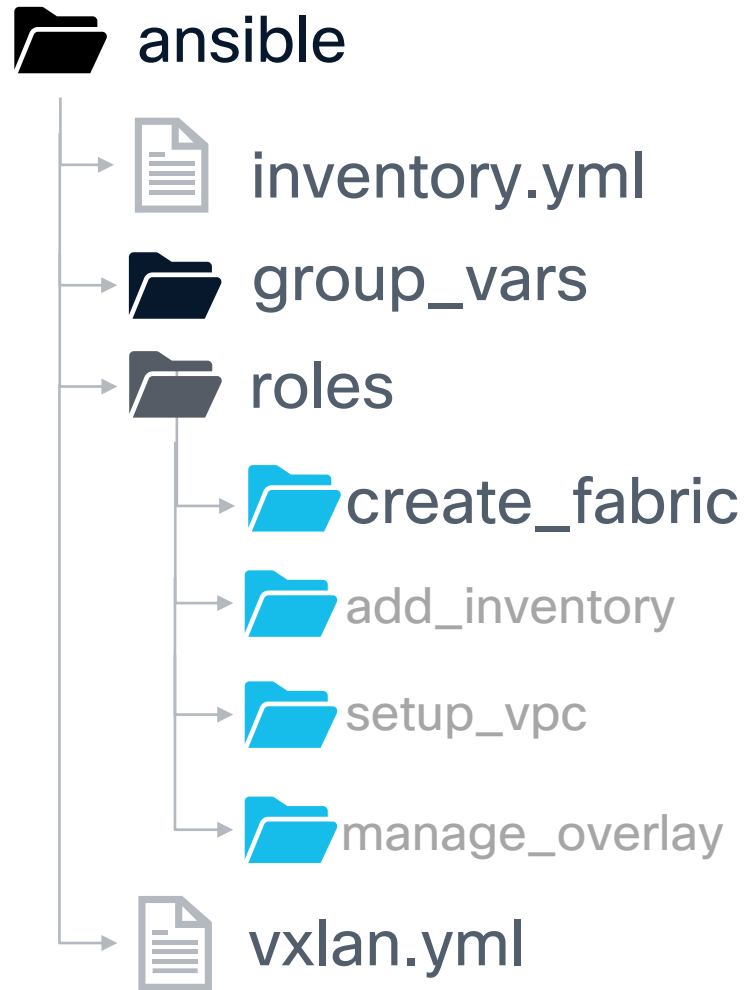 ansible
inventory.yml
group_vars
roles
create_fabric
add_inventory
setup_vpc
manage_overlay
vxlan.yml